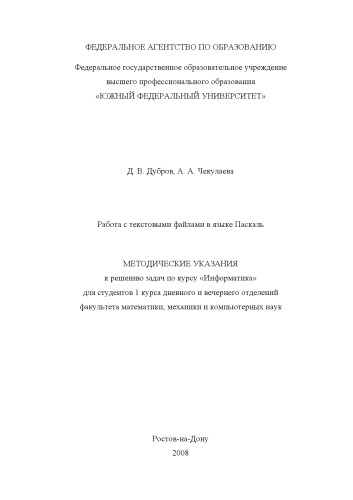 ФЕДЕРАЛЬНОЕ АГЕНТСТВО ПО ОБРАЗОВАНИЮ
Федеральное государственное образовательное учреждение
высшего профессионального образования
«ЮЖНЫЙ ФЕДЕРАЛЬНЫЙ УНИВЕРСИТЕТ»
Д. В. Дубров, А. А. Чекулаева
Работа с текстовыми файлами в языке Паскаль
МЕТОДИЧЕСКИЕ УКАЗАНИЯ
к решению задач по курсу «Информатика»
для студентов 1 курса дневного и вечернего отделений
факультета математики, механики и компьютерных наук
Ростов-на-Дону
2008